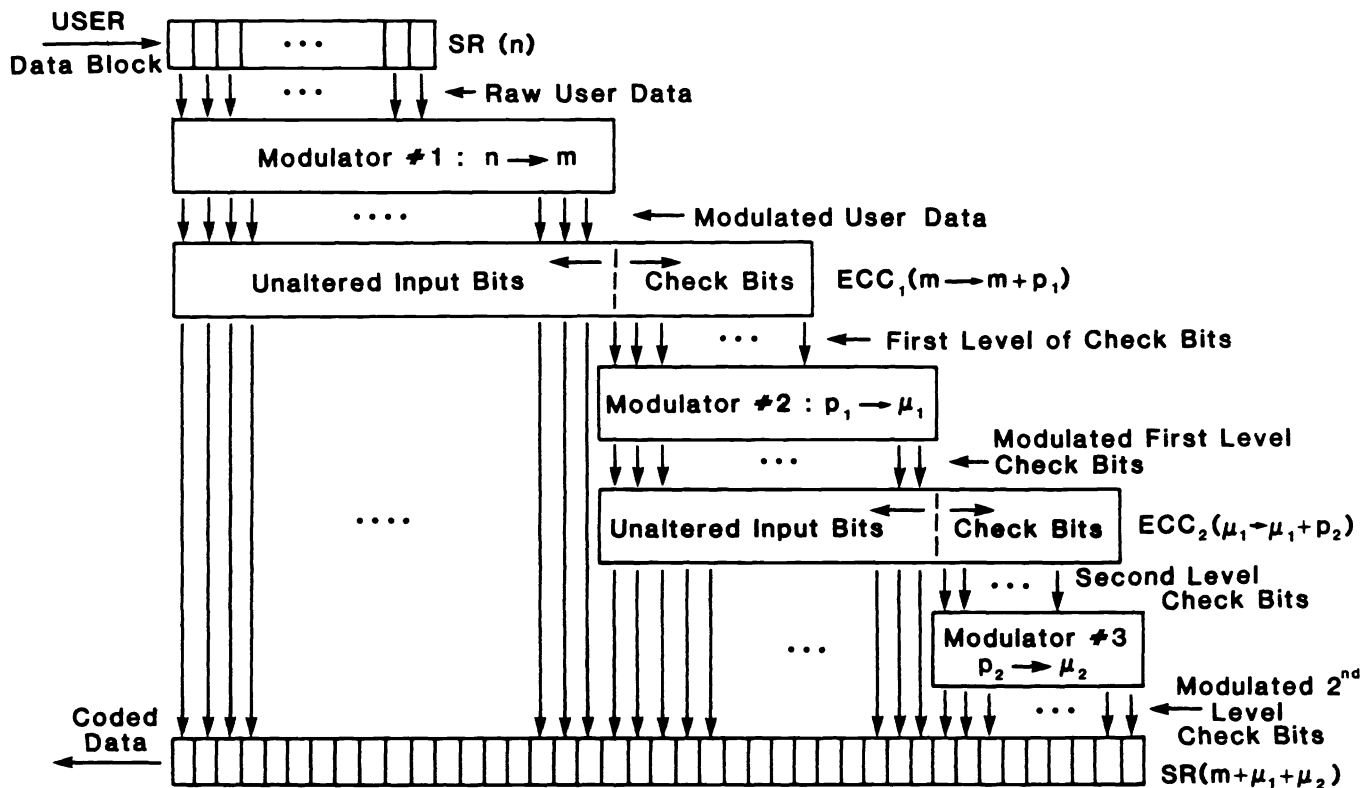 USER
Data Block
SR (n)
Raw User Data
Modulator #1 : n → m
Modulated User Data
Unaltered Input Bits
Check Bits
ECC₁(m → m + p₁)
First Level of Check Bits
Modulator #2 : p₁ → μ₁
Modulated First Level
Check Bits
Unaltered Input Bits
Check Bits
ECC₂(μ₁ → μ₁ + p₂)
Second Level
Check Bits
Modulator #3
p₂ → μ₂
Modulated 2nd
Level
Check Bits
Coded
Data
SR(m+μ₁+μ₂)